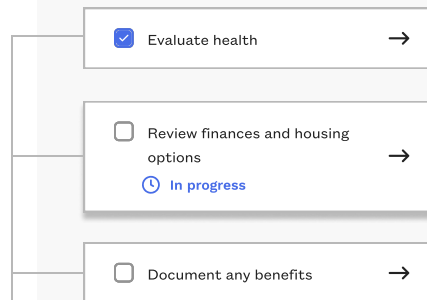 Evaluate health
Review finances and housing
options
In progress
Document any benefits